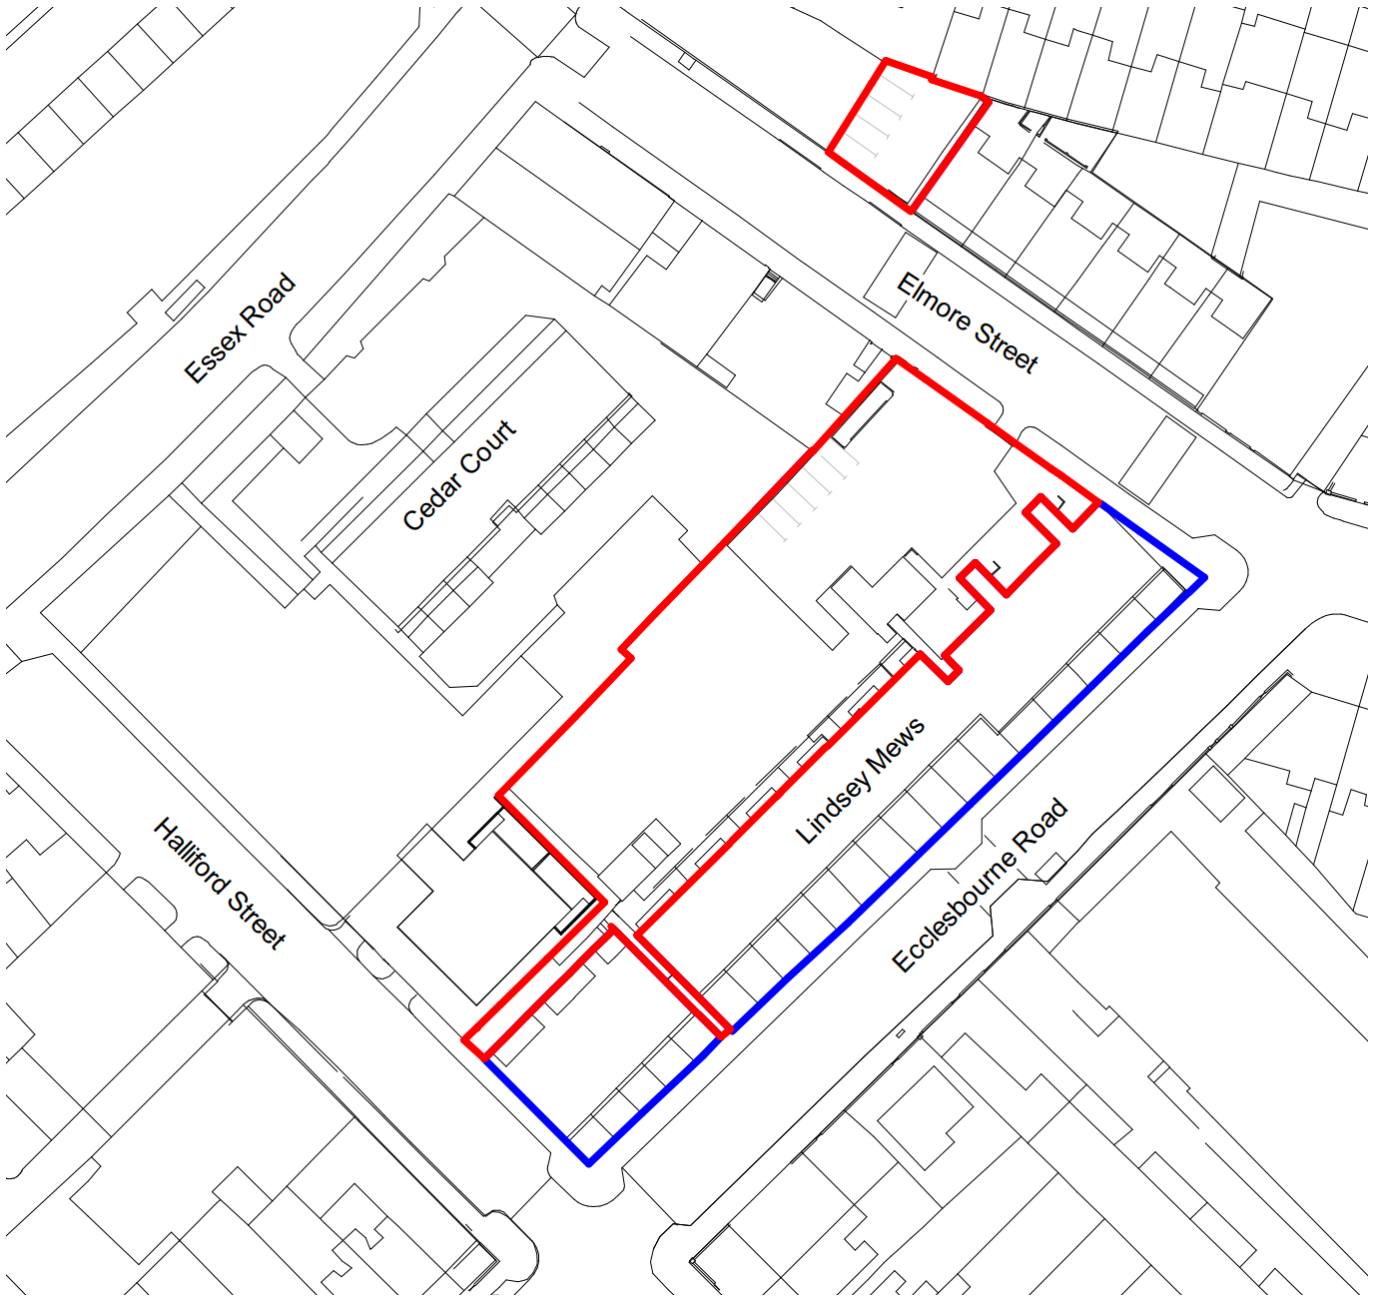 Essex Road
Elmore Street
Cedar Court
Lindsey Mews
Halliford Street
Ecclesbourne Road